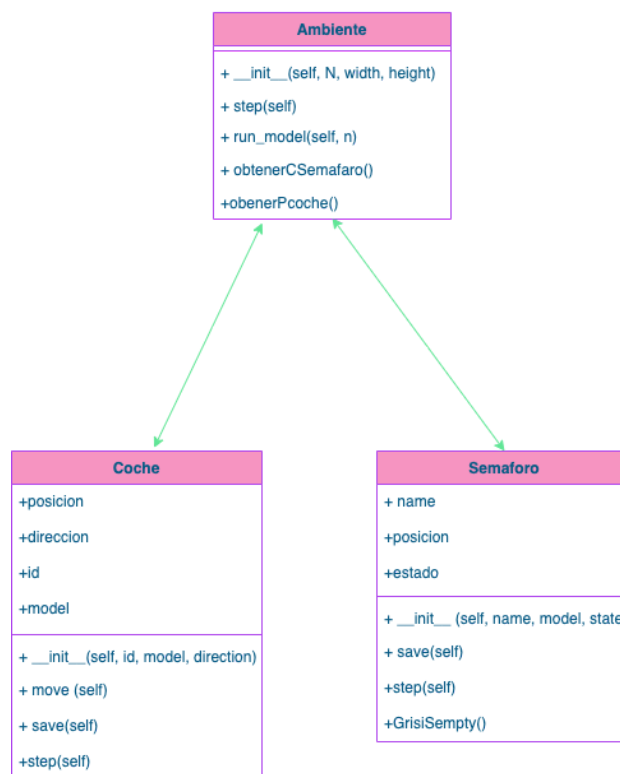 Ambiente
+ __init__(self, N, width, height)
+ step(self)
+ run_model(self, n)
+ obtenerCSemafaro()
+obenerPcoche()
Coche
+posicion
+direccion
+id
+model
+ __init__(self, id, model, direction)
+ move (self)
+ save(self)
+step(self)
Semaforo
+ name
+posicion
+estado
+ __init__ (self, name, model, state
+ save(self)
+step(self)
+GrisiSempty()